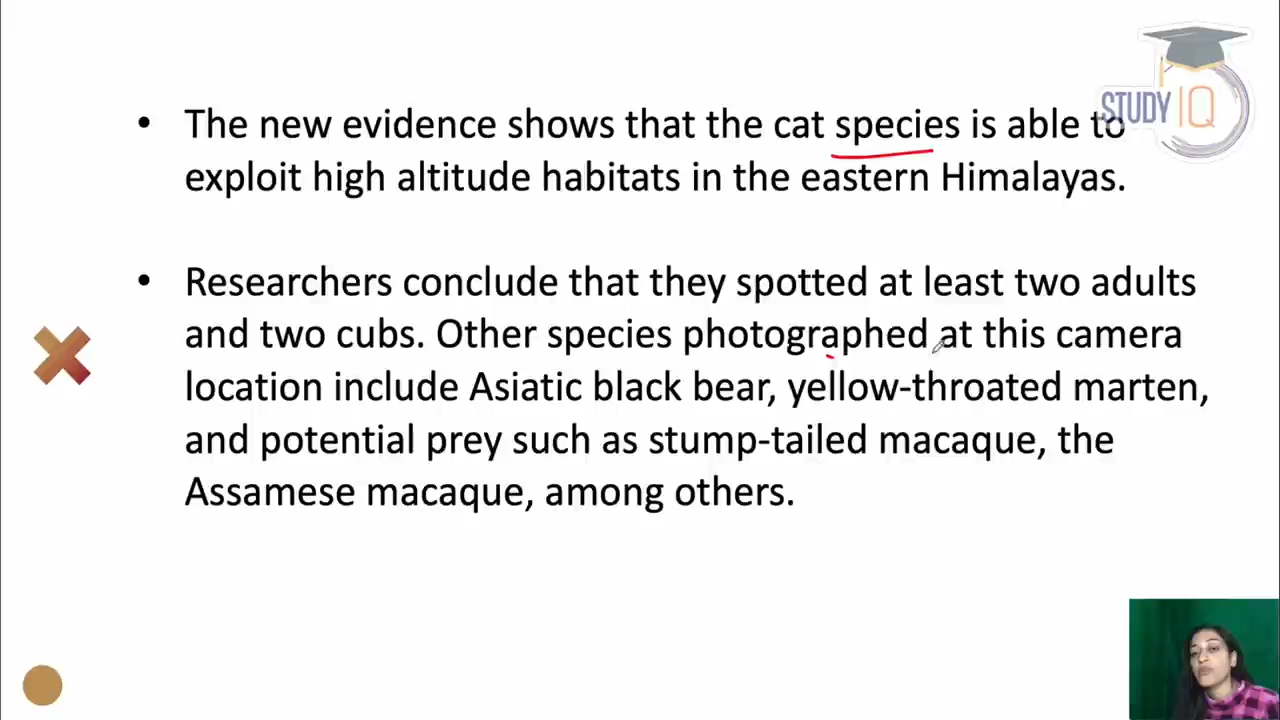 STUDY IQ
• The new evidence shows that the cat species is able to
exploit high altitude habitats in the eastern Himalayas.
• Researchers conclude that they spotted at least two adults
and two cubs. Other species photographed at this camera
location include Asiatic black bear, yellow-throated marten,
and potential prey such as stump-tailed macaque, the
Assamese macaque, among others.